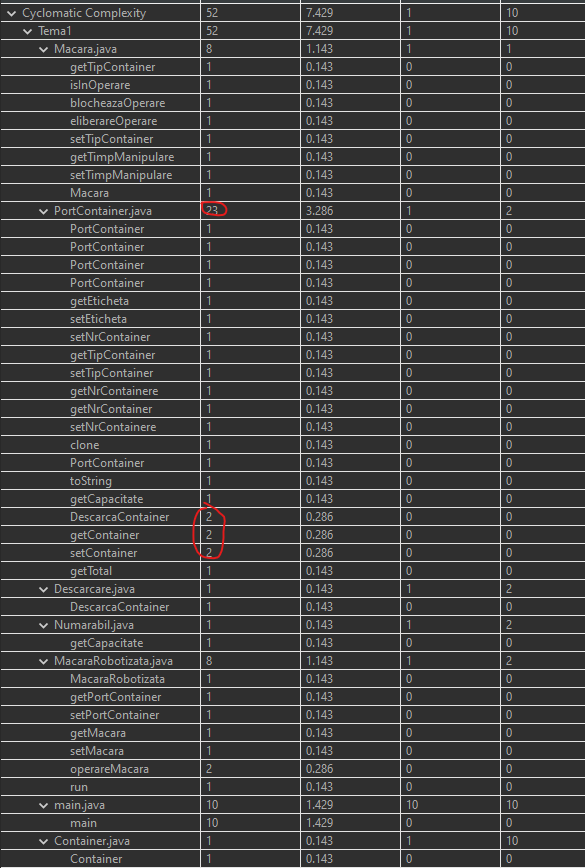 Cyclomatic Complexity 52 7.429 1 10
Tema1 52 7.429 1 10
Macara.java 8 1.143 1 1
getTipContainer 1 0.143 0 0
isInOperare 1 0.143 0 0
blocheazaOperare 1 0.143 0 0
eliberareOperare 1 0.143 0 0
setTipContainer 1 0.143 0 0
getTimpManipulare 1 0.143 0 0
setTimpManipulare 1 0.143 0 0
Macara 1 0.143 0 0
PortContainer.java 23 3.286 1 2
PortContainer 1 0.143 0 0
PortContainer 1 0.143 0 0
PortContainer 1 0.143 0 0
PortContainer 1 0.143 0 0
getEticheta 1 0.143 0 0
setEticheta 1 0.143 0 0
setNrContainer 1 0.143 0 0
getTipContainer 1 0.143 0 0
setTipContainer 1 0.143 0 0
getNrContainere 1 0.143 0 0
getNrContainer 1 0.143 0 0
setNrContainere 1 0.143 0 0
clone 1 0.143 0 0
PortContainer 1 0.143 0 0
toString 1 0.143 0 0
getCapacitate 1 0.143 0 0
DescarcaContainer 2 0.286 0 0
getContainer 2 0.286 0 0
setContainer 2 0.286 0 0
getTotal 1 0.143 0 0
Descarcare.java 1 0.143 1 2
DescarcaContainer 1 0.143 0 0
Numarabil.java 1 0.143 1 2
getCapacitate 1 0.143 0 0
MacaraRobotizata.java 8 1.143 1 2
MacaraRobotizata 1 0.143 0 0
getPortContainer 1 0.143 0 0
setPortContainer 1 0.143 0 0
getMacara 1 0.143 0 0
setMacara 1 0.143 0 0
operareMacara 2 0.286 0 0
run 1 0.143 0 0
main.java 10 1.429 10 10
main 10 1.429 0 0
Container.java 1 0.143 1 10
Container 1 0.143 0 0